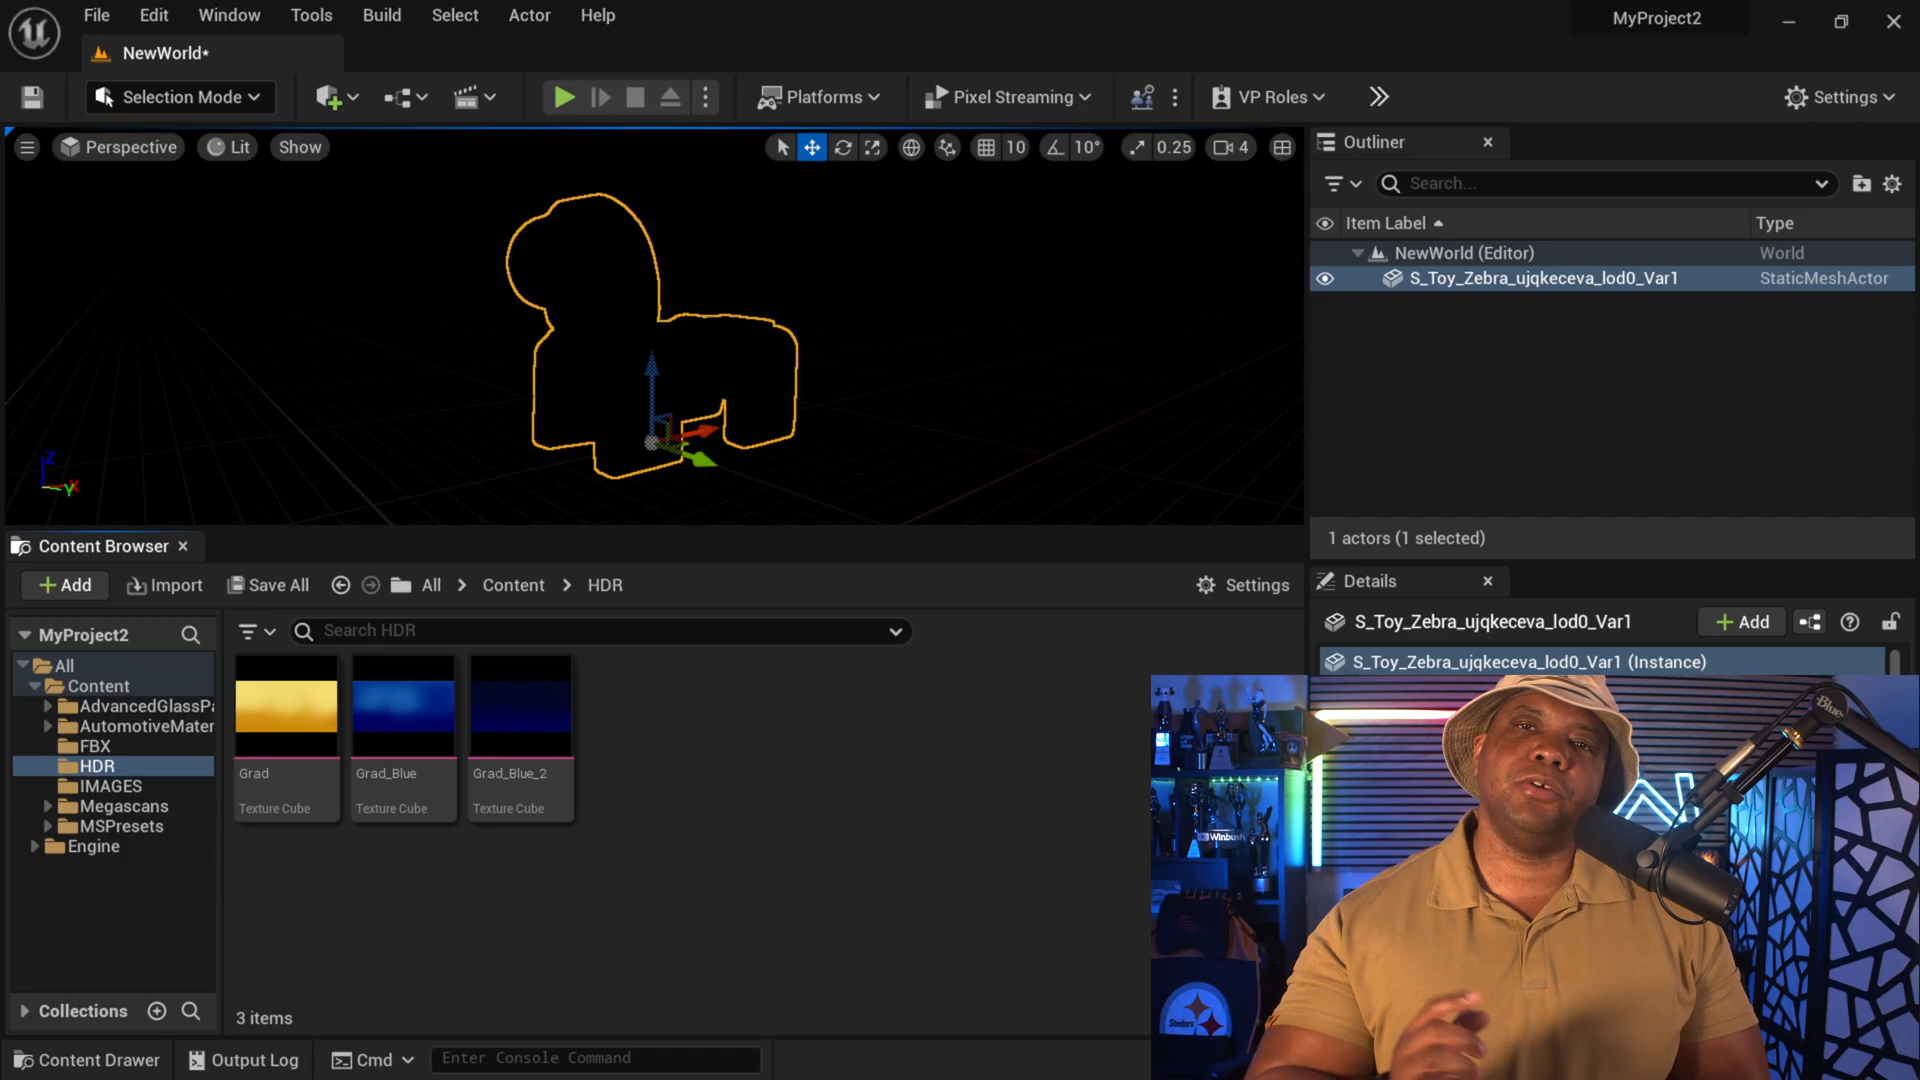 File Edit Window Tools Build Select Actor Help
MyProject2
NewWorld*
Selection Mode
Platforms
Pixel Streaming
VP Roles
Settings
Perspective
Lit
Show
10
10°
0.25
4
Z
Y
X
Outliner
Search...
Item Label
Type
NewWorld (Editor)
World
S_Toy_Zebra_ujqkeceva_lod0_Var1
StaticMeshActor
1 actors (1 selected)
Content Browser
Add
Import
Save All
All
Content
HDR
Settings
Details
S_Toy_Zebra_ujqkeceva_lod0_Var1
Add
S_Toy_Zebra_ujqkeceva_lod0_Var1 (Instance)
MyProject2
Search HDR
All
Content
AdvancedGlassPa
AutomotiveMater
FBX
HDR
IMAGES
Megascans
MSPresets
Engine
Grad
Texture Cube
Grad_Blue
Texture Cube
Grad_Blue_2
Texture Cube
Collections
3 items
Content Drawer
Output Log
Cmd
Enter Console Command
Blue
Winbush
Steelers